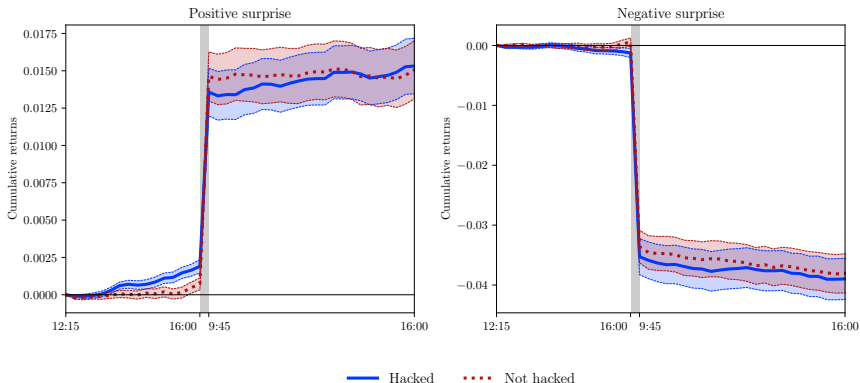 Positive surprise
Cumulative returns
0.0175
0.0150
0.0125
0.0100
0.0075
0.0050
0.0025
0.0000
12:15 16:00 9:45 16:00
Negative surprise
Cumulative returns
0.00
−0.01
−0.02
−0.03
−0.04
12:15 16:00 9:45 16:00
Hacked Not hacked